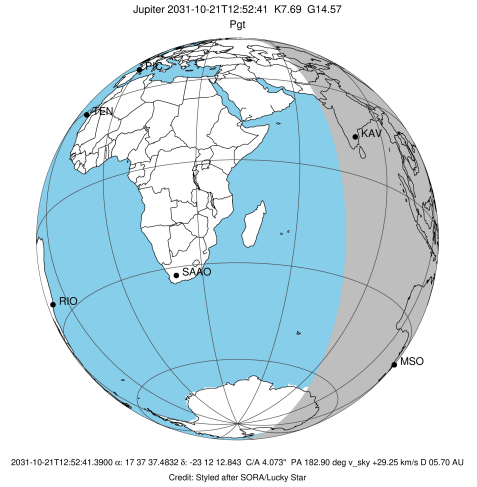 Jupiter 2031-10-21T12:52:41 K7.69 G14.57
Pgt
PIC
TEN
KAV
SAAO
RIO
MSO
2031-10-21T12:52:41.3900 α: 17 37 37.4832 δ: -23 12 12.843 C/A 4.073" PA 182.90 deg v_sky +29.25 km/s D 05.70 AU
Credit: Styled after SORA/Lucky Star